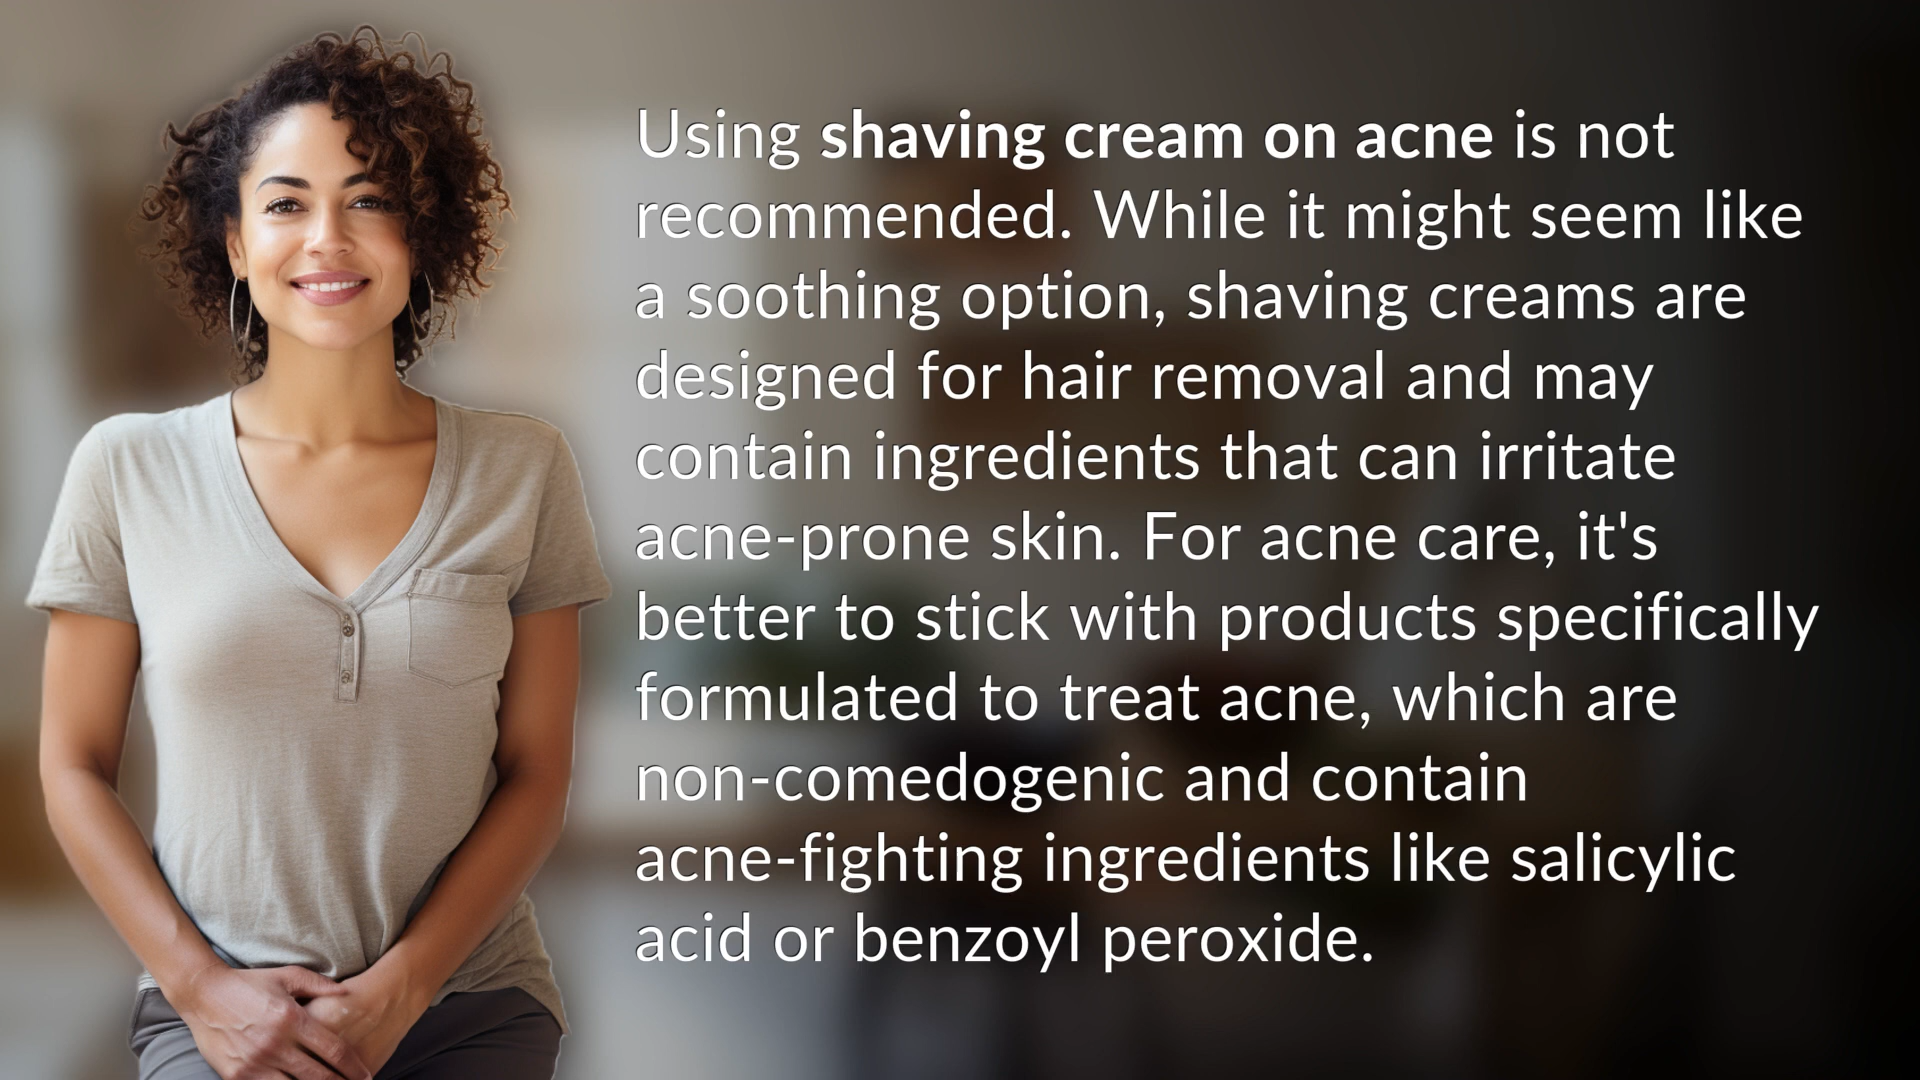 Using shaving cream on acne is not
recommended. While it might seem like
a soothing option, shaving creams are
designed for hair removal and may
contain ingredients that can irritate
acne-prone skin. For acne care, it's
better to stick with products specifically
formulated to treat acne, which are
non-comedogenic and contain
acne-fighting ingredients like salicylic
acid or benzoyl peroxide.